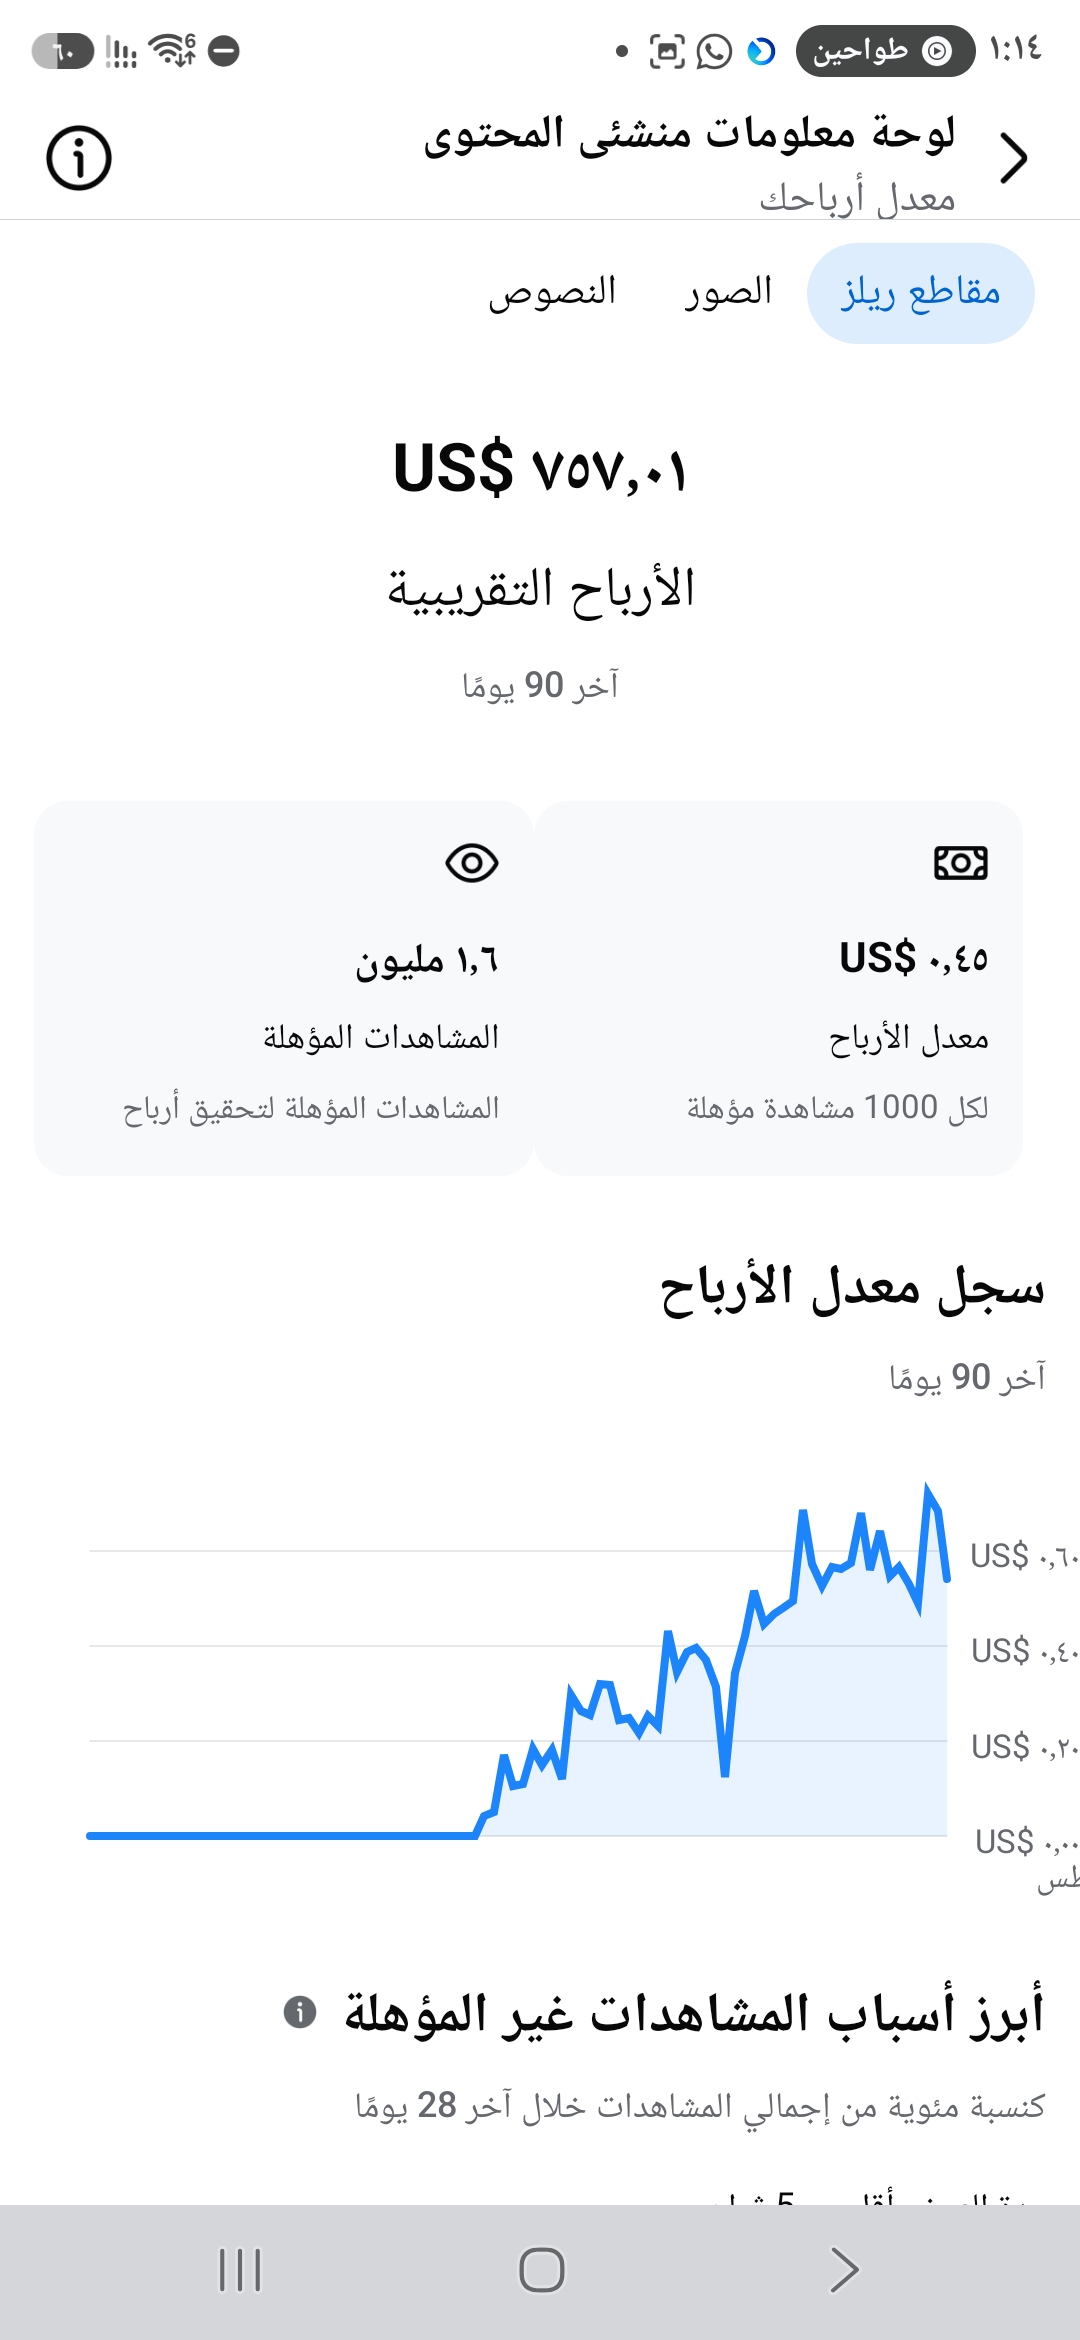 ١:١٤ طواحين
٦٠
6
لوحة معلومات منشئى المحتوى
معدل أرباحك
مقاطع ريلز الصور النصوص
US$ ٧٥٧,٠١
الأرباح التقريبية
آخر 90 يومًا
US$ ٠,٤٥
معدل الأرباح
لكل 1000 مشاهدة مؤهلة
١,٦ مليون
المشاهدات المؤهلة
المشاهدات المؤهلة لتحقيق أرباح
سجل معدل الأرباح
آخر 90 يومًا
US$ ٠,٦٠
US$ ٠,٤٠
US$ ٠,٢٠
US$ ٠,٠٠
أبرز أسباب المشاهدات غير المؤهلة
كنسبة مئوية من إجمالي المشاهدات خلال آخر 28 يومًا